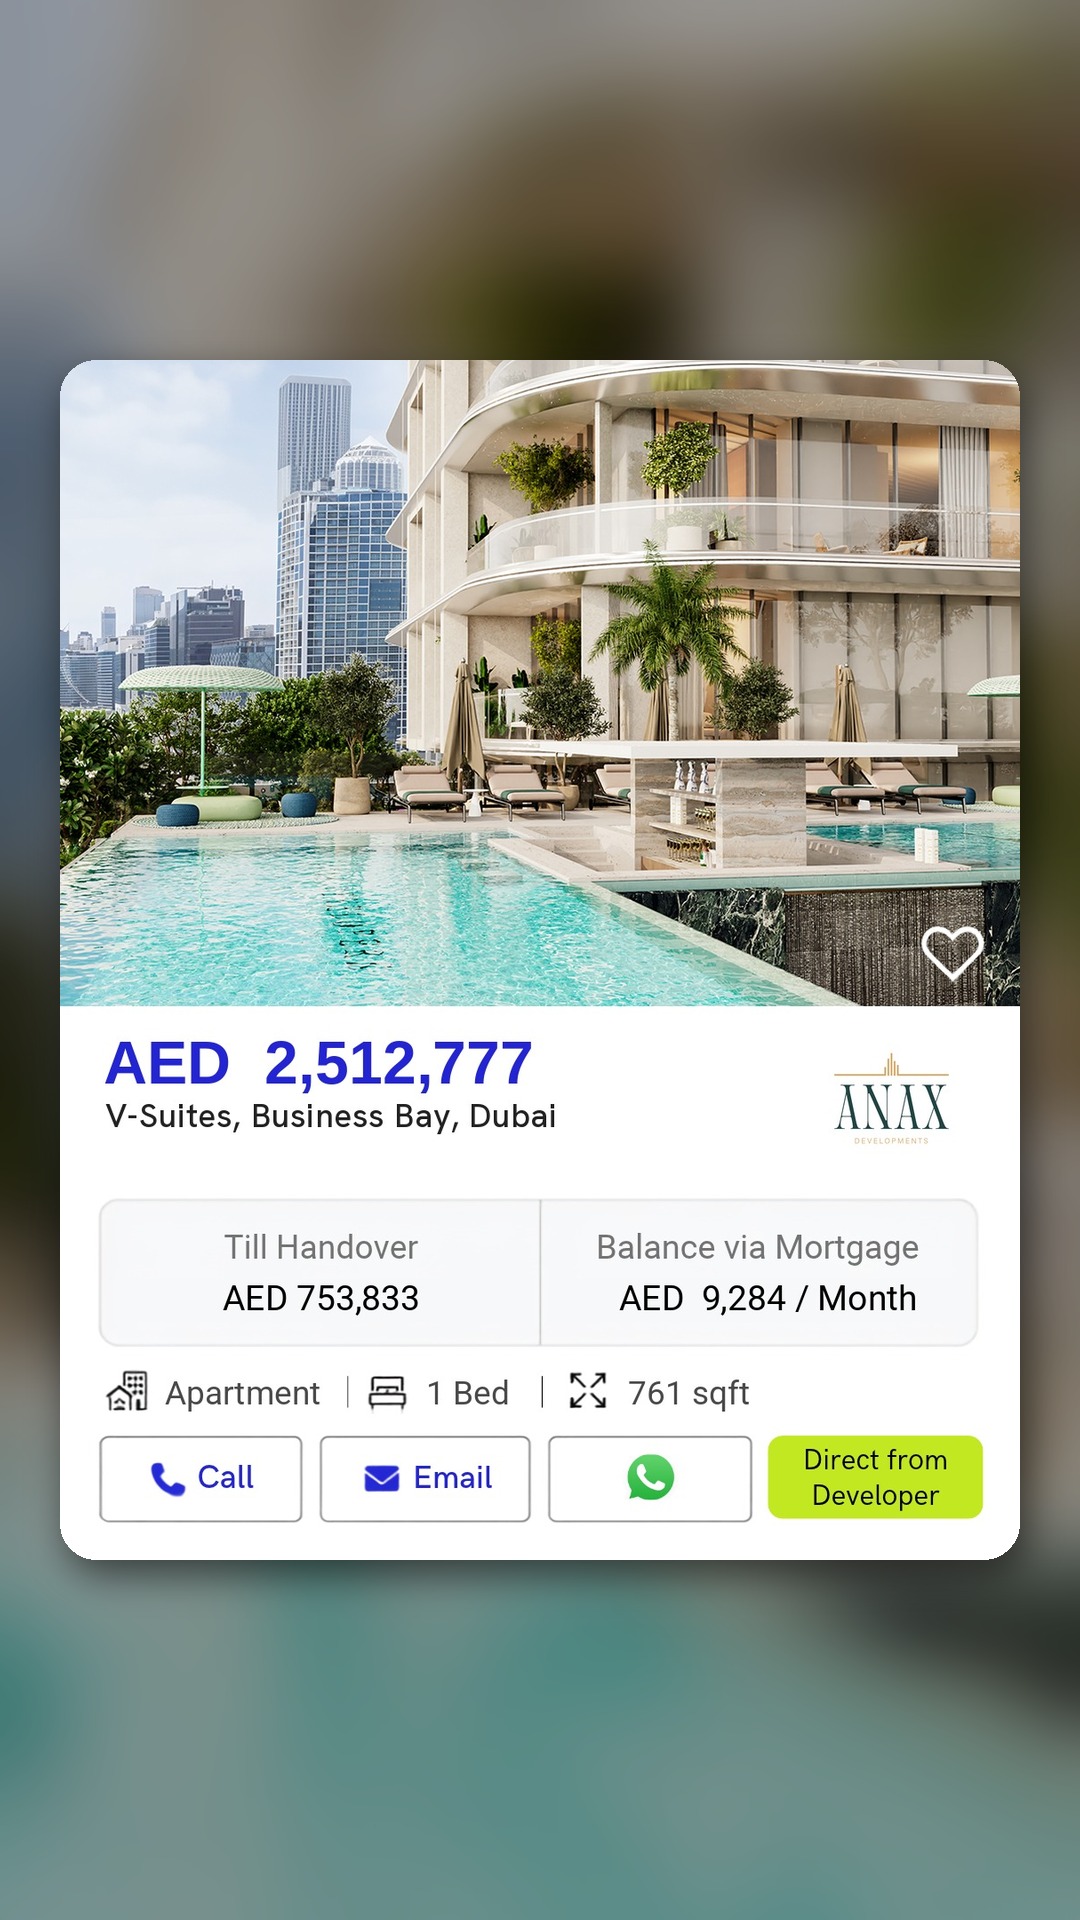 AED 2,512,777
V-Suites, Business Bay, Dubai
ANAX
DEVELOPMENTS
Till Handover
AED 753,833
Balance via Mortgage
AED 9,284 / Month
Apartment
1 Bed
761 sqft
Call
Email
Direct from
Developer